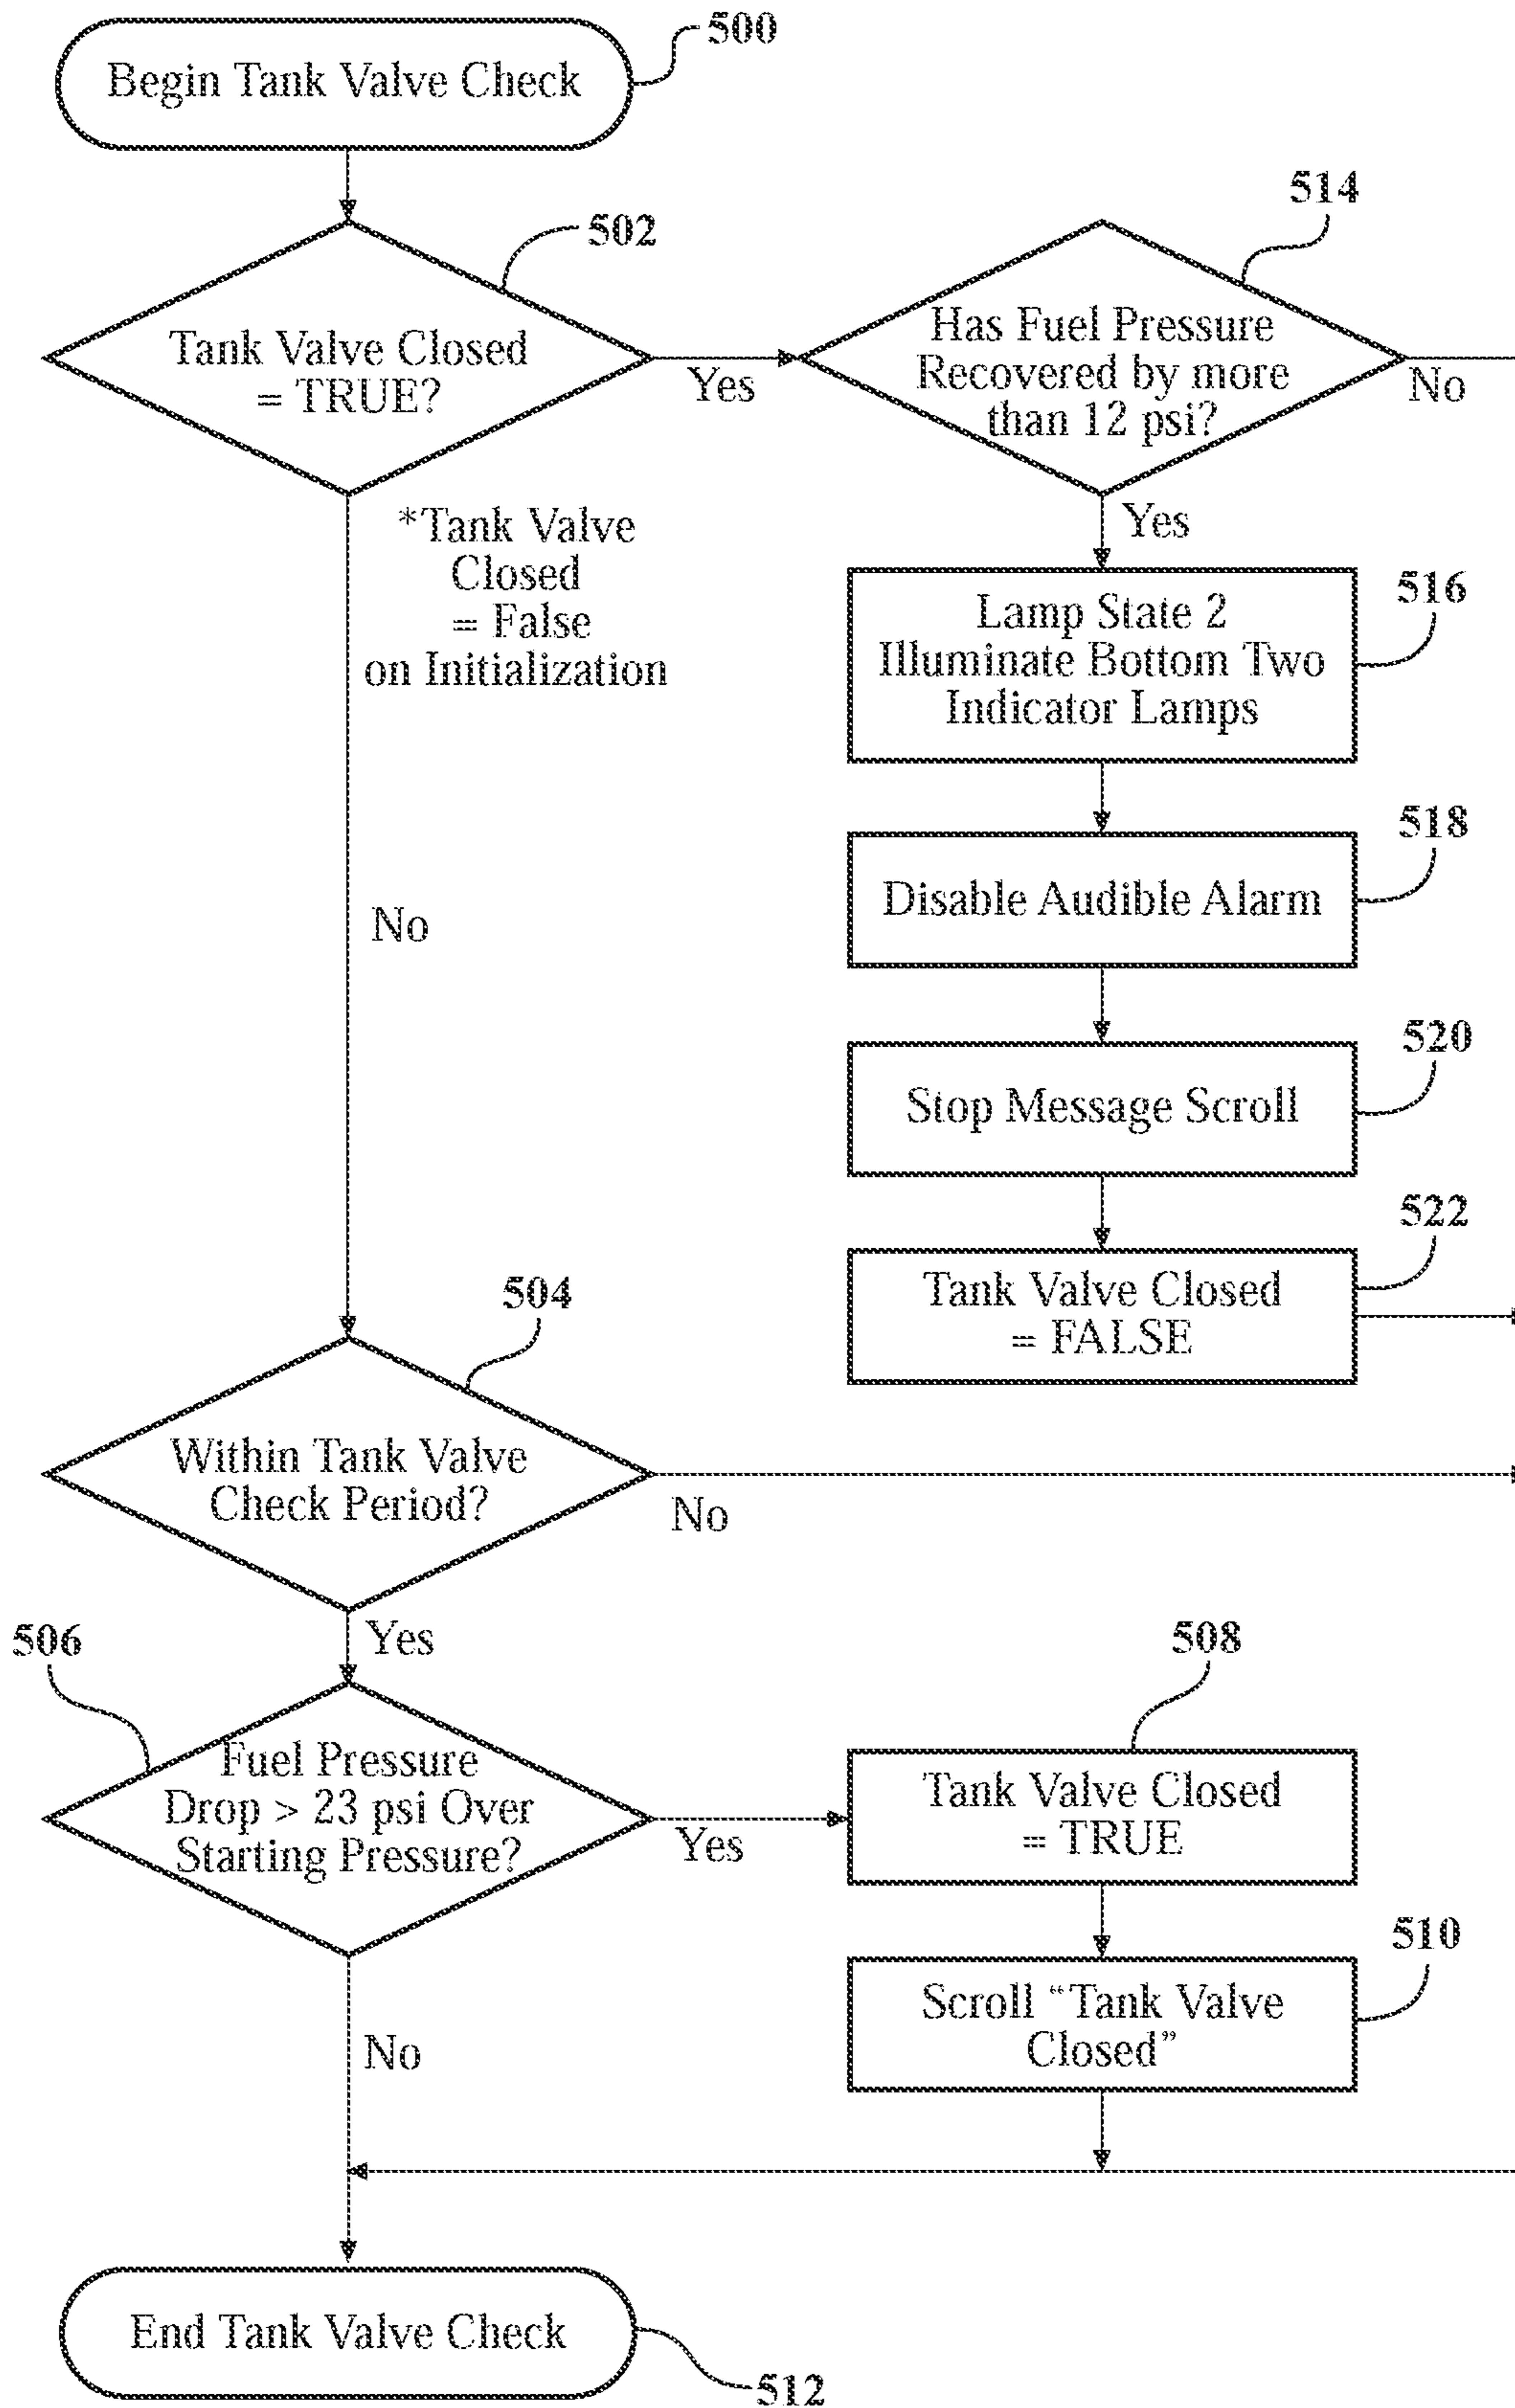 500
Begin Tank Valve Check
514
502
Tank Valve Closed
= TRUE?
Yes
Has Fuel Pressure
Recovered by more
than 12 psi?
No
*Tank Valve
Closed
= False
on Initialization
Yes
Lamp State 2
Illuminate Bottom Two
Indicator Lamps
516
518
Disable Audible Alarm
No
520
Stop Message Scroll
522
Tank Valve Closed
= FALSE
504
Within Tank Valve
Check Period?
No
Yes
506
Fuel Pressure
Drop > 23 psi Over
Starting Pressure?
Yes
508
Tank Valve Closed
= TRUE
510
Scroll “Tank Valve
Closed”
No
End Tank Valve Check
512